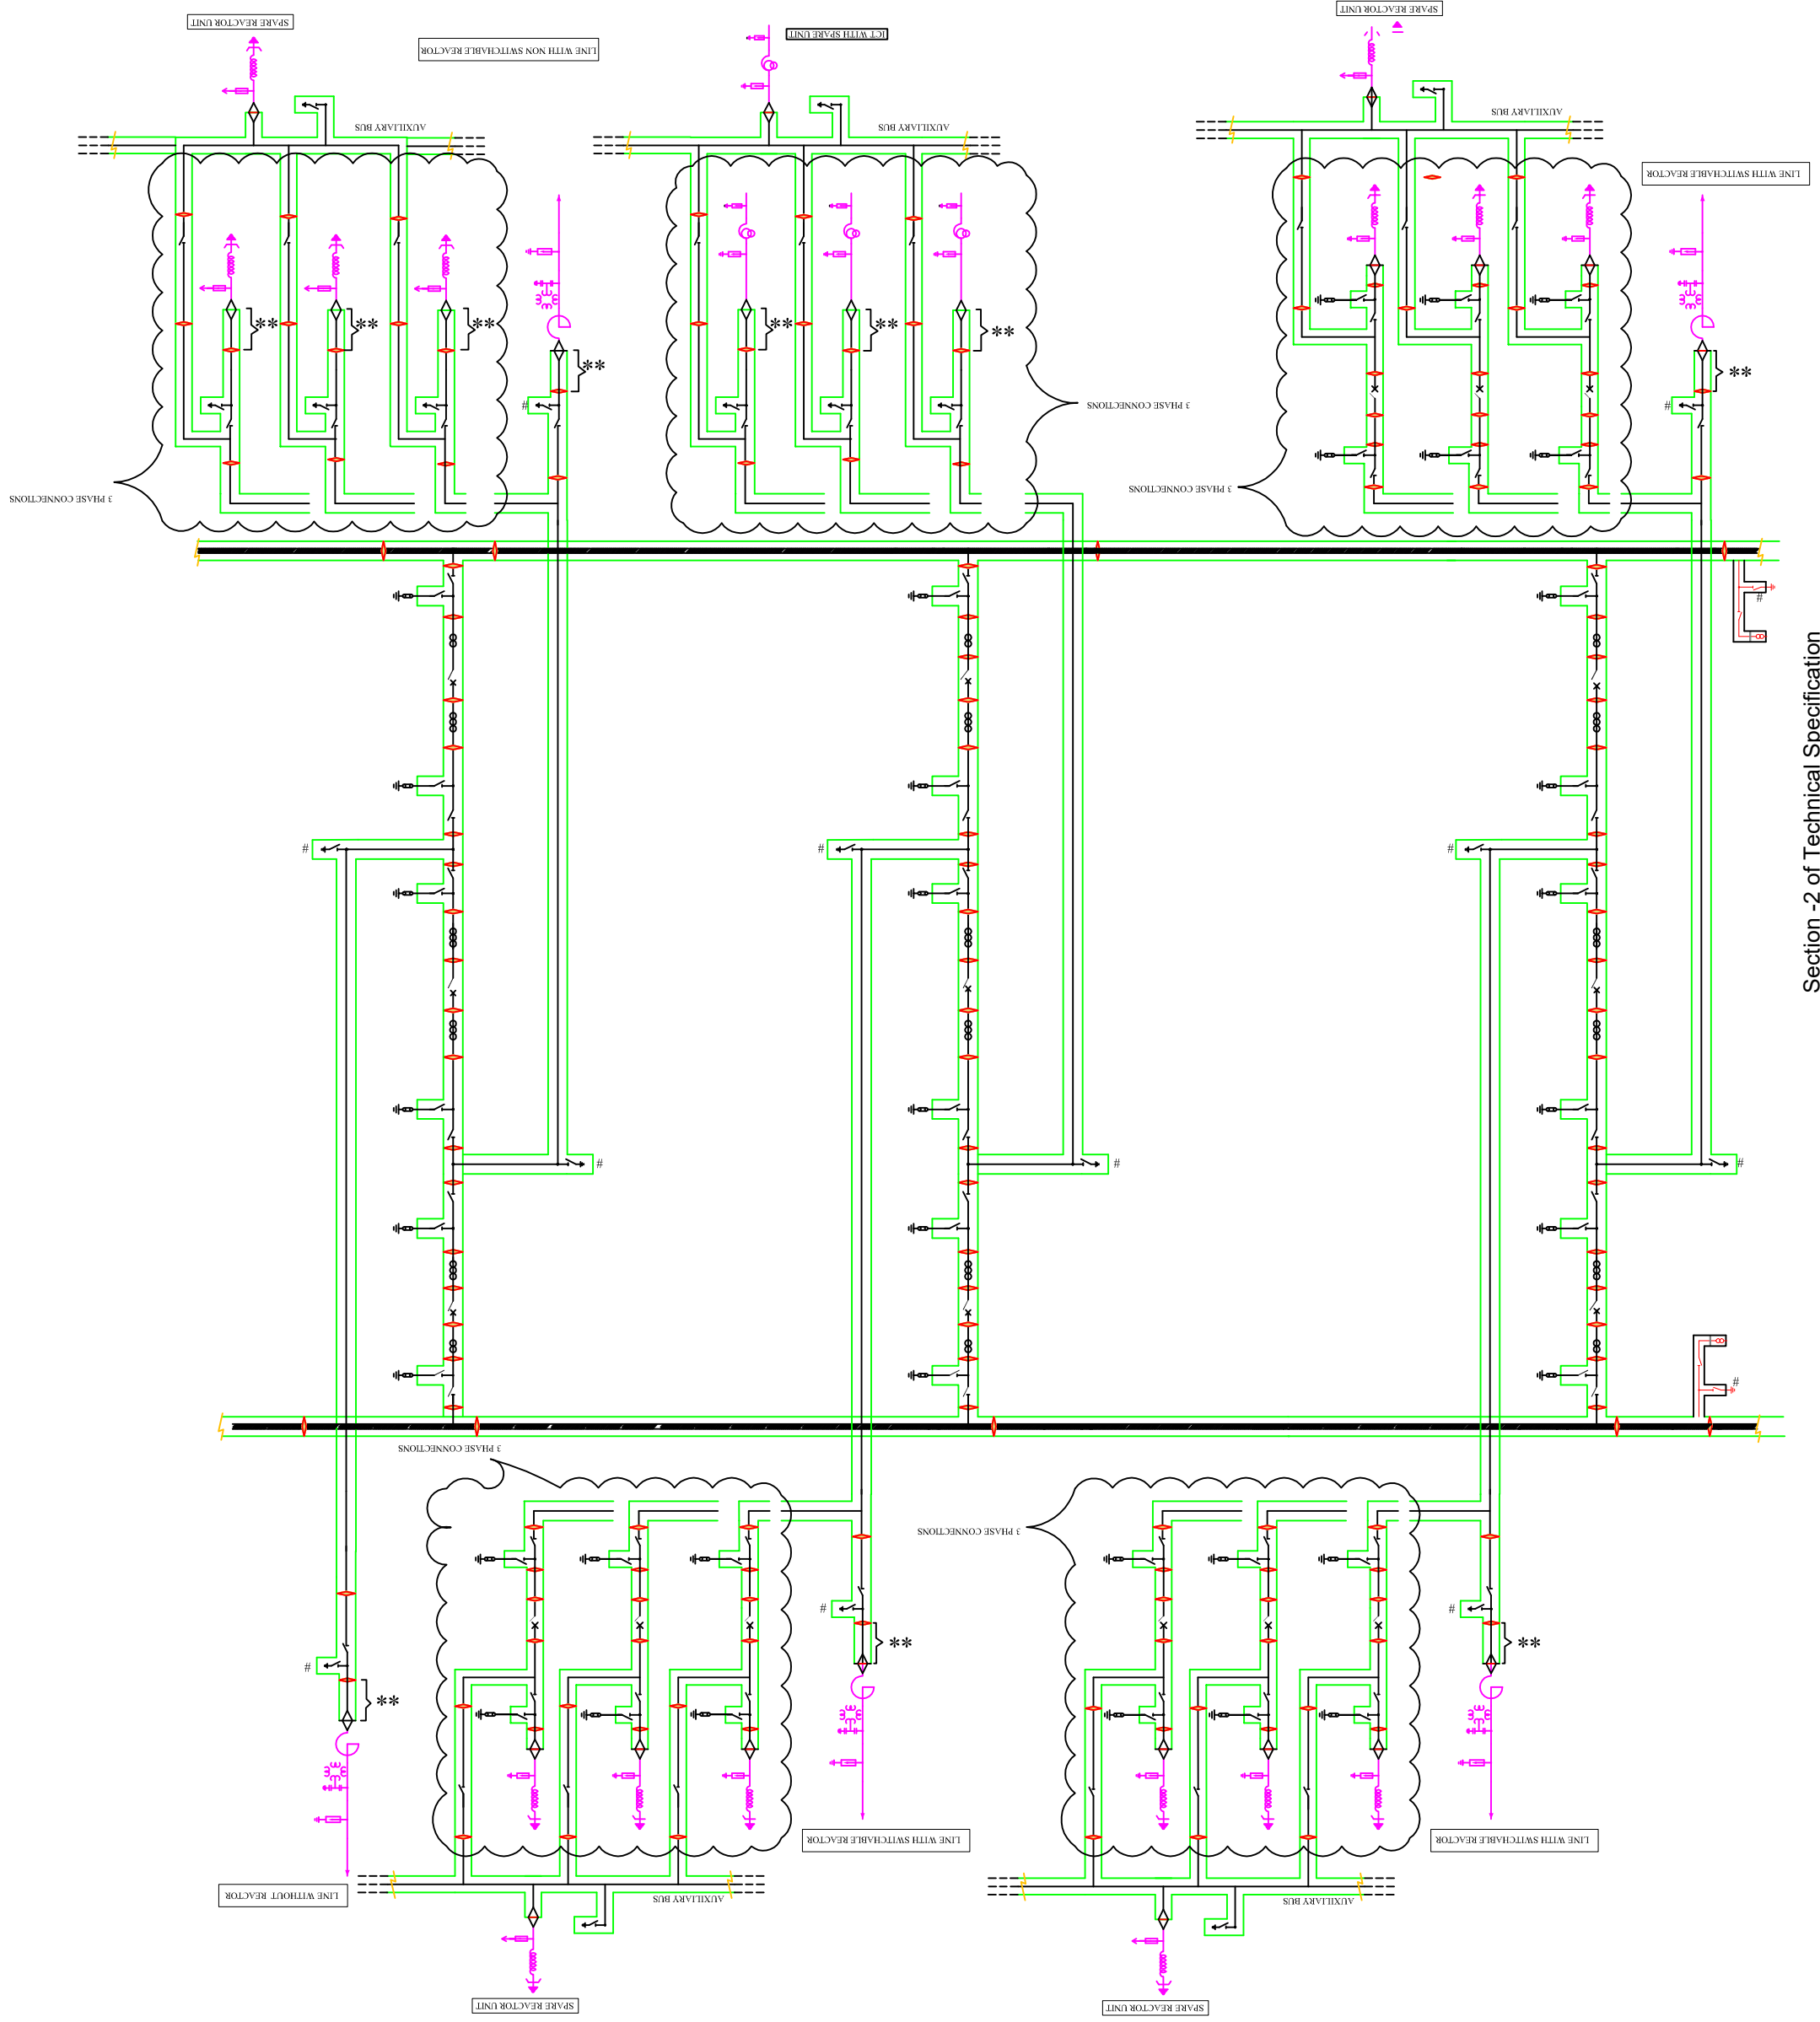 SPARE REACTOR UNIT
LINE WITH NON SWITCHABLE
REACTOR
ICT WITH SPARE UNIT
SPARE REACTOR UNIT
AUXILIARY BUS
AUXILIARY BUS
AUXILIARY BUS
LINE WITH SWITCHABLE REACTOR
**
**
**
**
**
**
**
**
#
#
3 PHASE CONNECTIONS
3 PHASE CONNECTIONS
3 PHASE CONNECTIONS
#
Section -2 of Technical Specification
#
#
#
#
#
#
#
3 PHASE CONNECTIONS
3 PHASE CONNECTIONS
#
#
#
**
**
**
LINE WITHOUT REACTOR
LINE WITH SWITCHABLE
REACTOR
LINE WITH SWITCHABLE REACTOR
AUXILIARY BUS
AUXILIARY BUS
SPARE REACTOR UNIT
SPARE REACTOR UNIT